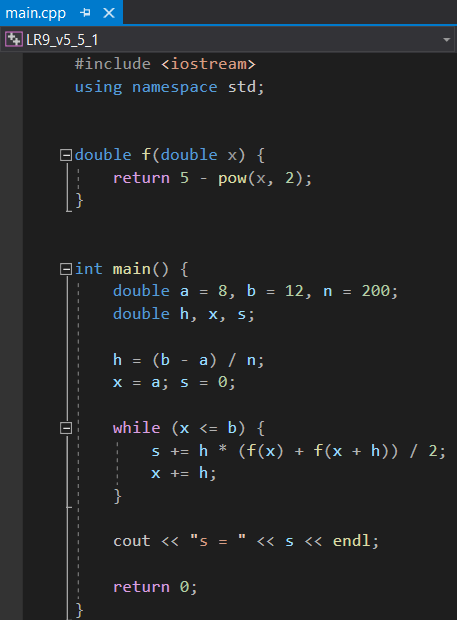 main.cpp
LR9_v5_5_1
#include <iostream>
using namespace std;
double f(double x) {
return 5 - pow(x, 2);
}
int main() {
double a = 8, b = 12, n = 200;
double h, x, s;
h = (b - a) / n;
x = a; s = 0;
while (x <= b) {
s += h * (f(x) + f(x + h)) / 2;
x += h;
}
cout << "s = " << s << endl;
return 0;
}